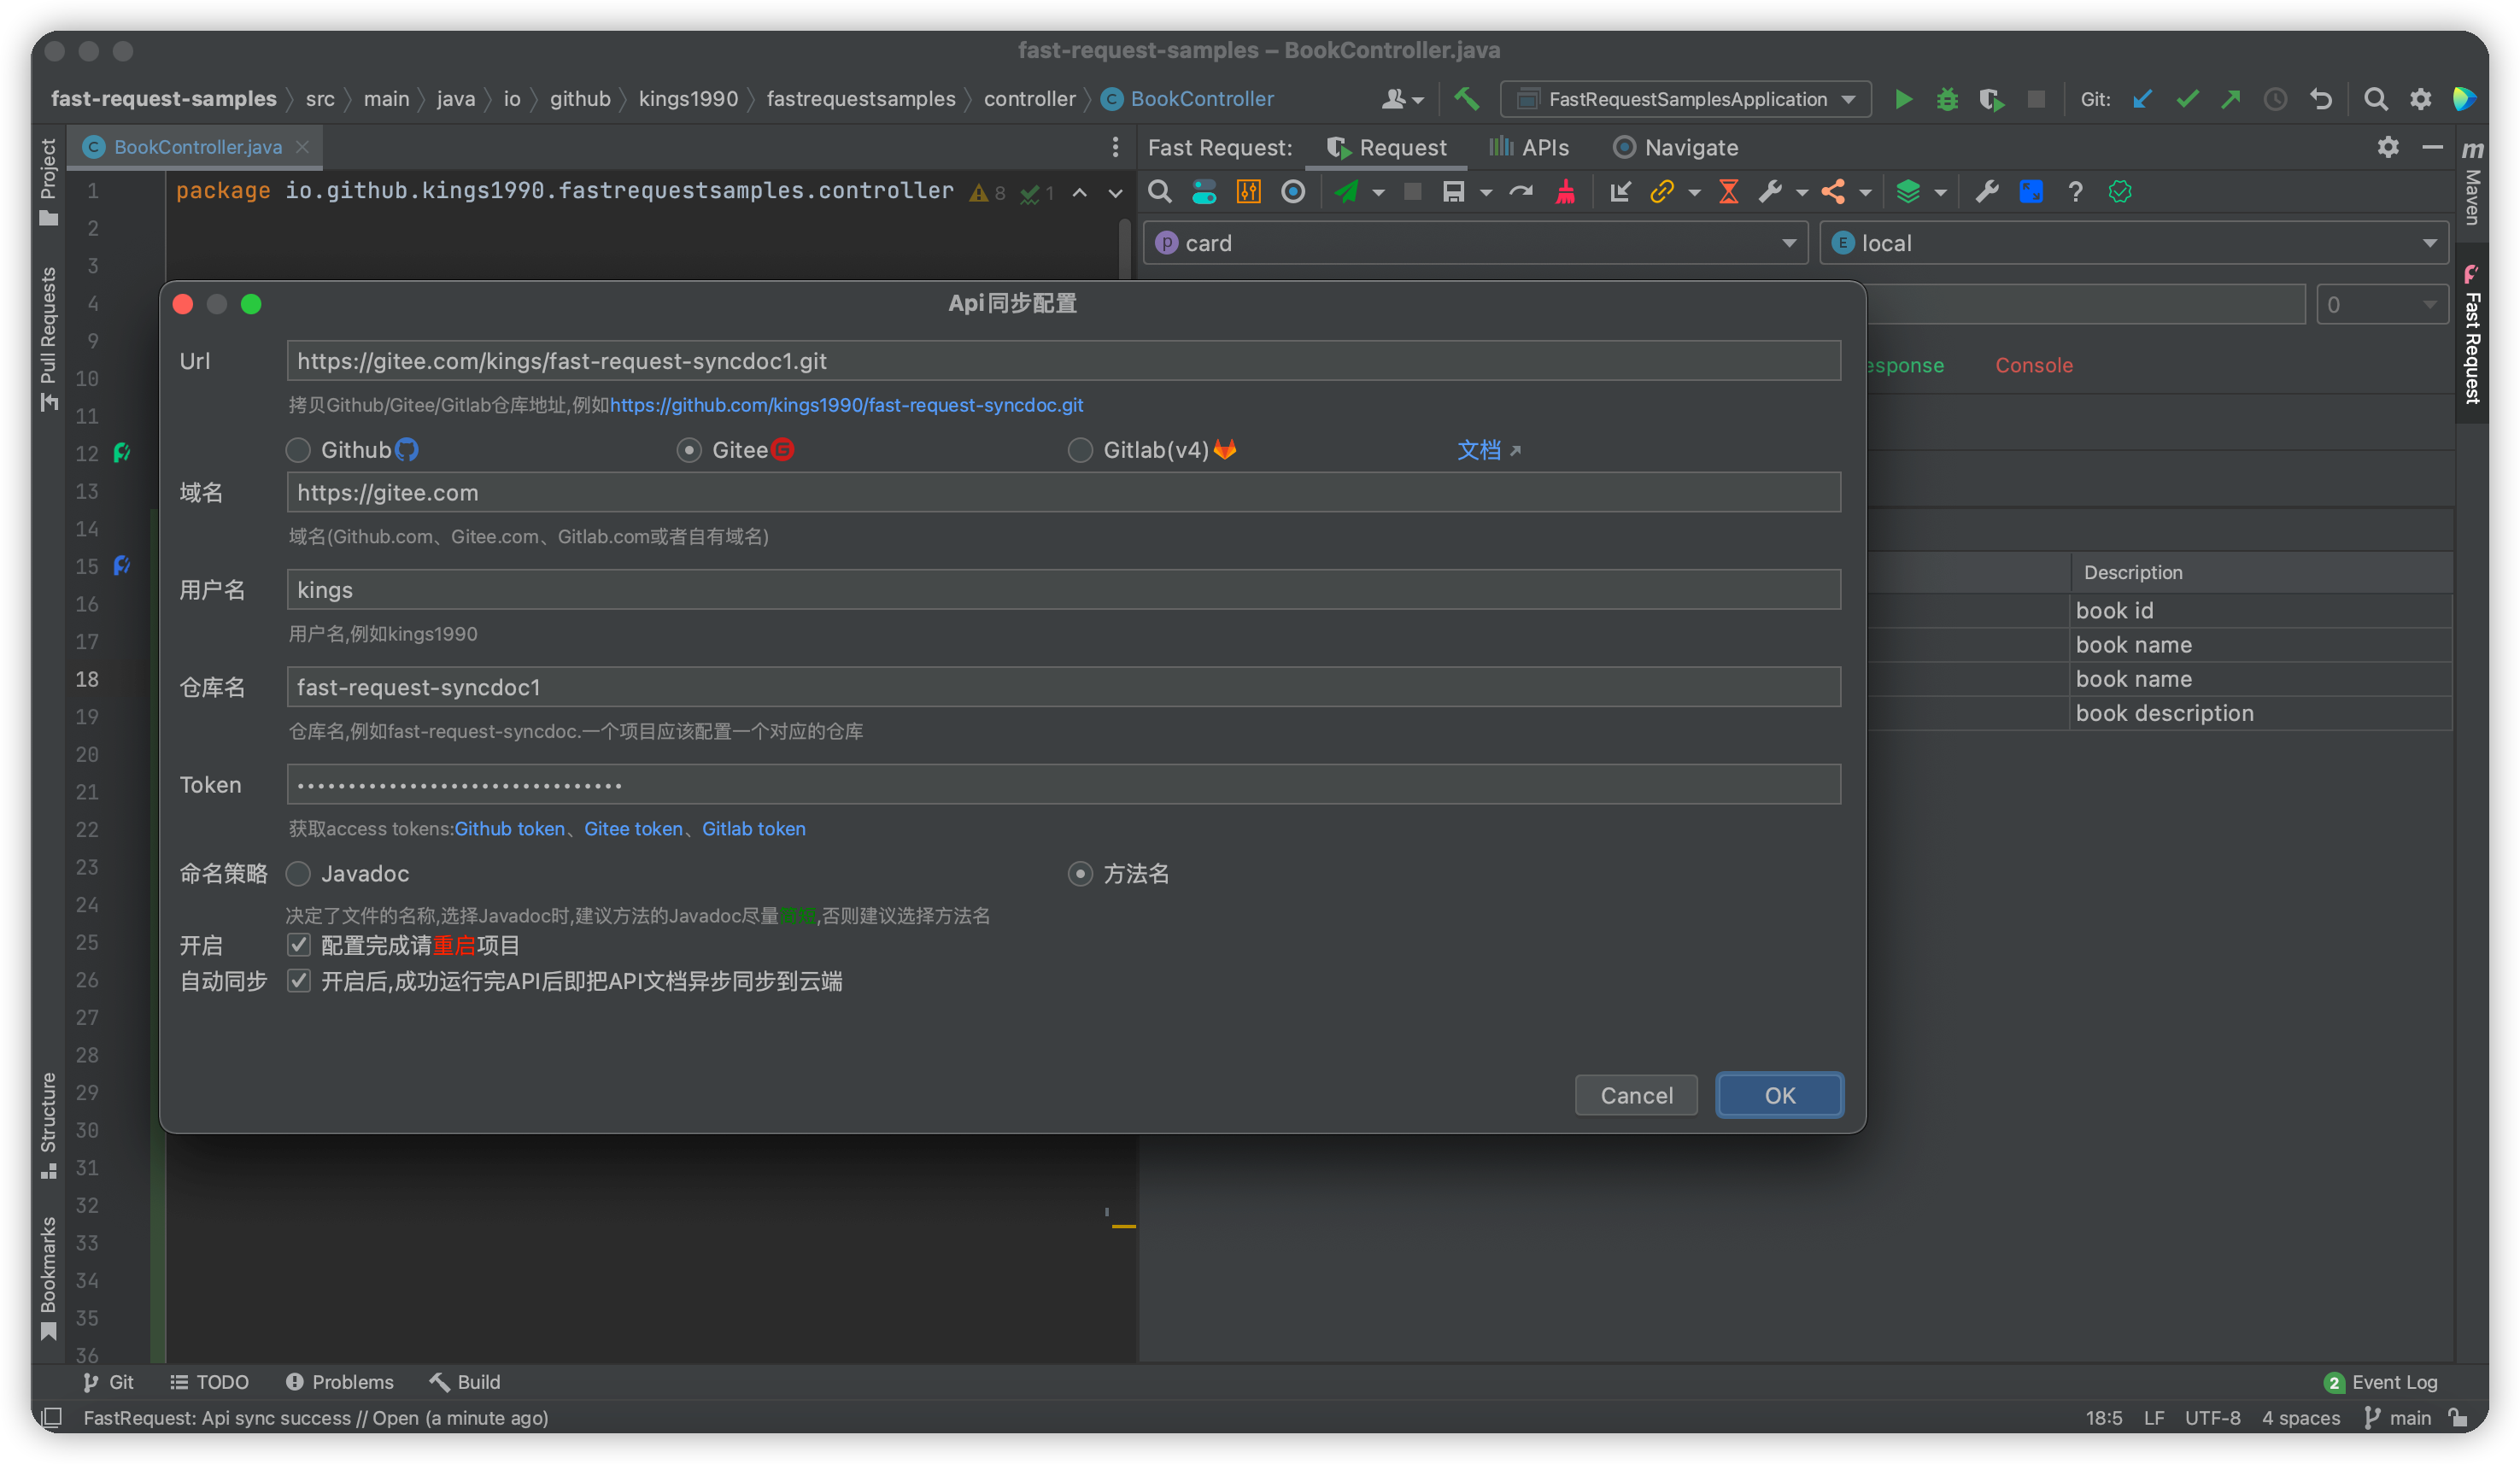 fast-request-samples – BookController.java
fast-request-samples 〉 src 〉 main 〉 java 〉 io 〉 github 〉 kings1990 〉 fastrequestsamples 〉 controller 〉 BookController
FastRequestSamplesApplication
Git:
Project
Pull Requests
Structure
Bookmarks
BookController.java
1 package io.github.kings1990.fastrequestsamples.controller
8 1
2
3
4
9
10
11
12
13
14
15
16
17
18
19
20
21
22
23
24
25
26
27
28
29
30
31
32
33
34
35
36
Fast Request: Request APIs Navigate
card
local
0
esponse Console
Description
book id
book name
book name
book description
Maven
Fast Request
Api同步配置
Url https://gitee.com/kings/fast-request-syncdoc1.git
拷贝Github/Gitee/Gitlab仓库地址,例如https://github.com/kings1990/fast-request-syncdoc.git
Github Gitee Gitlab(v4) 文档
域名 https://gitee.com
域名(Github.com、Gitee.com、Gitlab.com或者自有域名)
用户名 kings
用户名,例如kings1990
仓库名 fast-request-syncdoc1
仓库名,例如fast-request-syncdoc.一个项目应该配置一个对应的仓库
Token ••••••••••••••••••••••••••••••••
获取access tokens:Github token、Gitee token、Gitlab token
命名策略 Javadoc 方法名
决定了文件的名称,选择Javadoc时,建议方法的Javadoc尽量简短,否则建议选择方法名
开启 配置完成请重启项目
自动同步 开启后,成功运行完API后即把API文档异步同步到云端
Cancel OK
Git TODO Problems Build
2 Event Log
FastRequest: Api sync success // Open (a minute ago)
18:5 LF UTF-8 4 spaces main